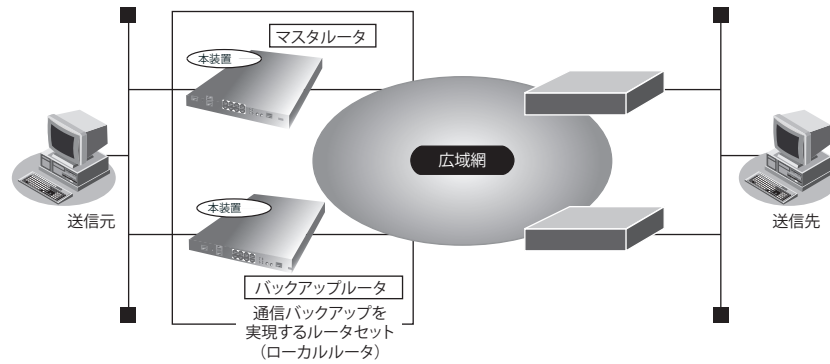 マスタルータ
本装置
広域網
送信元
送信先
本装置
バックアップルータ
通信バックアップを
実現するルータセット
（ローカルルータ）